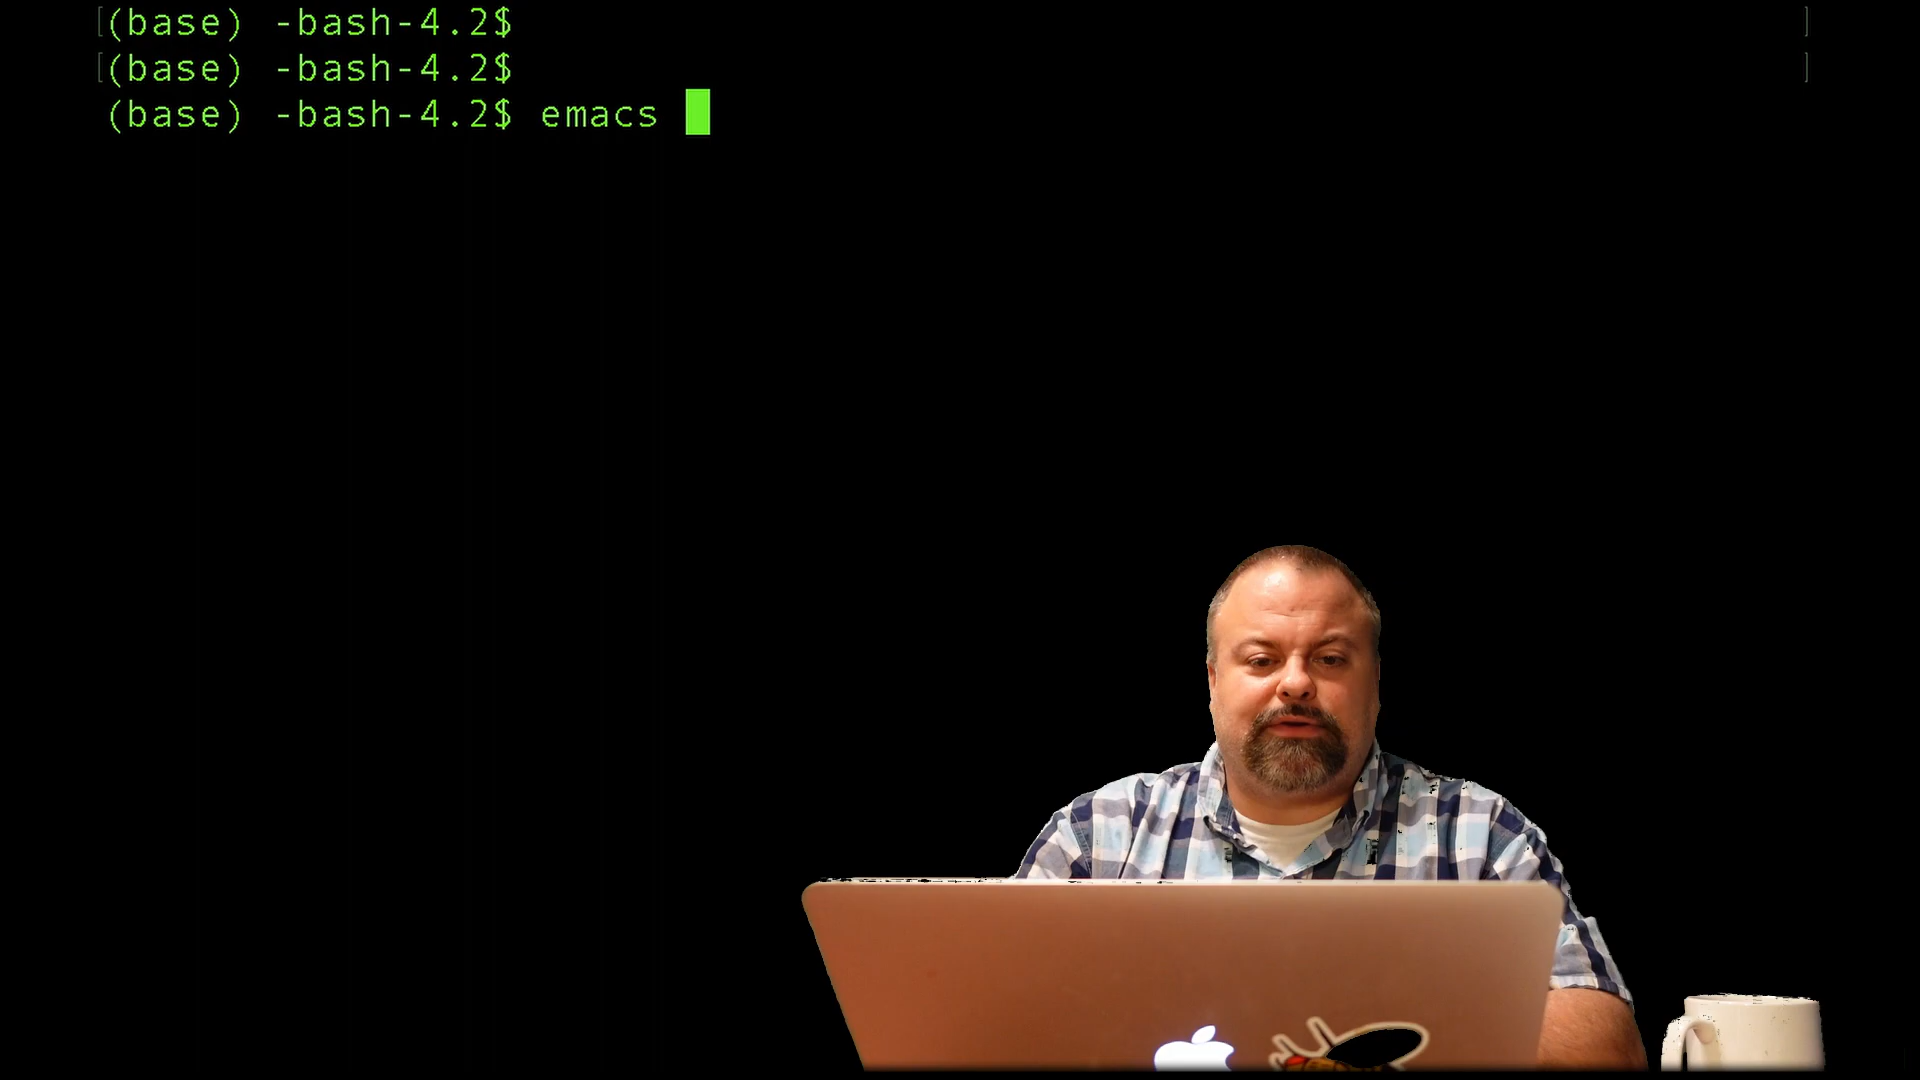 [(base) -bash-4.2$ ]
[(base) -bash-4.2$ ]
(base) -bash-4.2$ emacs